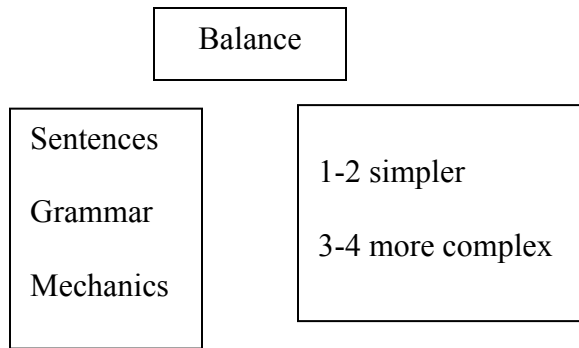 Balance
Sentences
Grammar
Mechanics
1-2 simpler
3-4 more complex